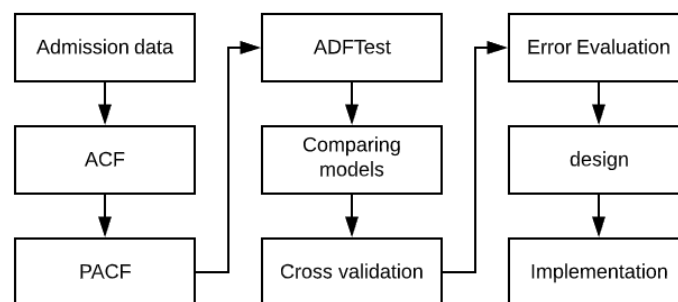 Admission data
ACF
PACF
ADFTest
Comparing
models
Cross validation
Error Evaluation
design
Implementation